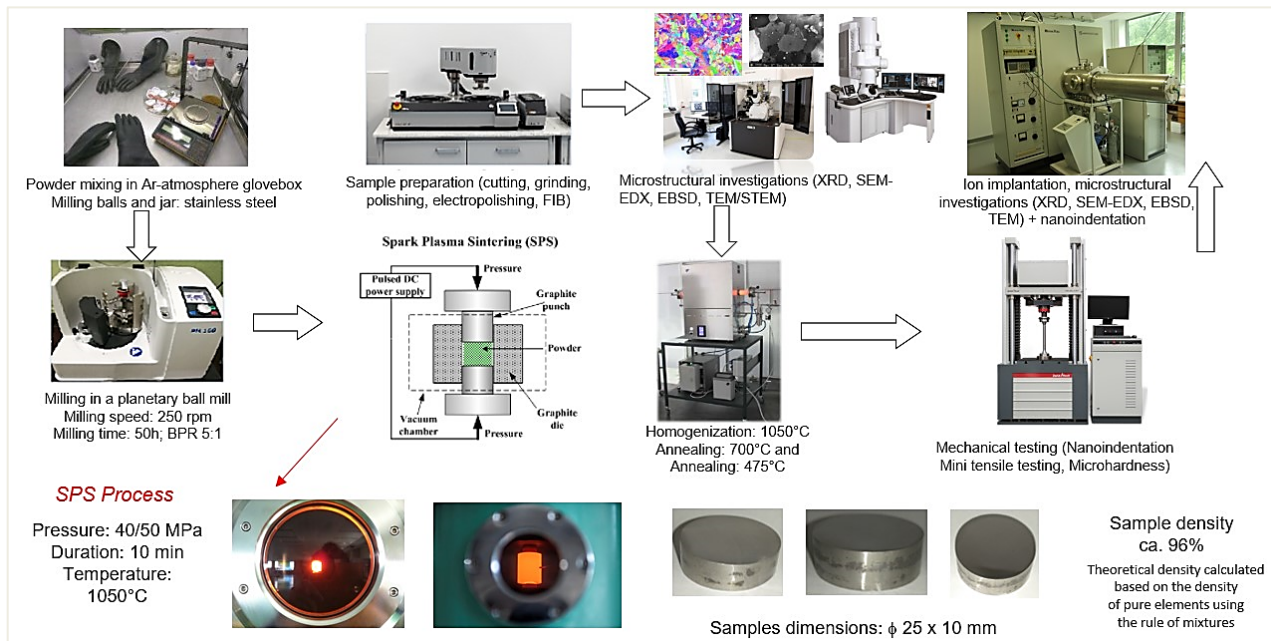 Powder mixing in Ar-atmosphere glovebox
Milling balls and jar: stainless steel
Sample preparation (cutting, grinding,
polishing, electropolishing, FIB)
Microstructural investigations (XRD, SEM-
EDX, EBSD, TEM/STEM)
Ion implantation, microstructural
investigations (XRD, SEM-EDX, EBSD,
TEM) + nanoindentation
Milling in a planetary ball mill
Milling speed: 250 rpm
Milling time: 50h; BPR 5:1
Spark Plasma Sintering (SPS)
Pulsed DC
power supply
Pressure
Graphite
punch
Powder
Vacuum
chamber
Graphite
die
Pressure
Homogenization: 1050°C
Annealing: 700°C and
Annealing: 475°C
Mechanical testing (Nanoindentation
Mini tensile testing, Microhardness)
SPS Process
Pressure: 40/50 MPa
Duration: 10 min
Temperature:
1050°C
Samples dimensions: ϕ 25 x 10 mm
Sample density
ca. 96%
Theoretical density calculated
based on the density
of pure elements using
the rule of mixtures